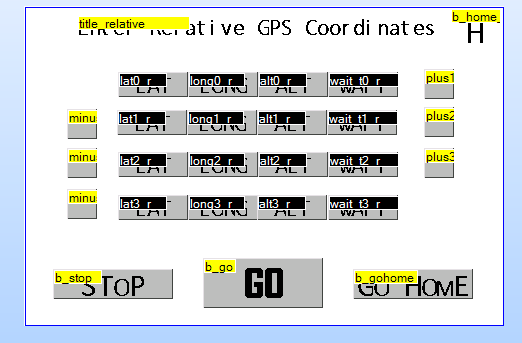 title_relative b_home_
Enter Relative GPS Coordinates H
lat0_r long0_r alt0_r wait_t0_r plus1
LAT LONG ALT WAIT
minu lat1_r long1_r alt1_r wait_t1_r plus2
LAT LONG ALT WAIT
minu lat2_r long2_r alt2_r wait_t2_r plus3
LAT LONG ALT WAIT
minu lat3_r long3_r alt3_r wait_t3_r
LAT LONG ALT WAIT
b_stop b_go b_gohome
STOP GO GO HOME